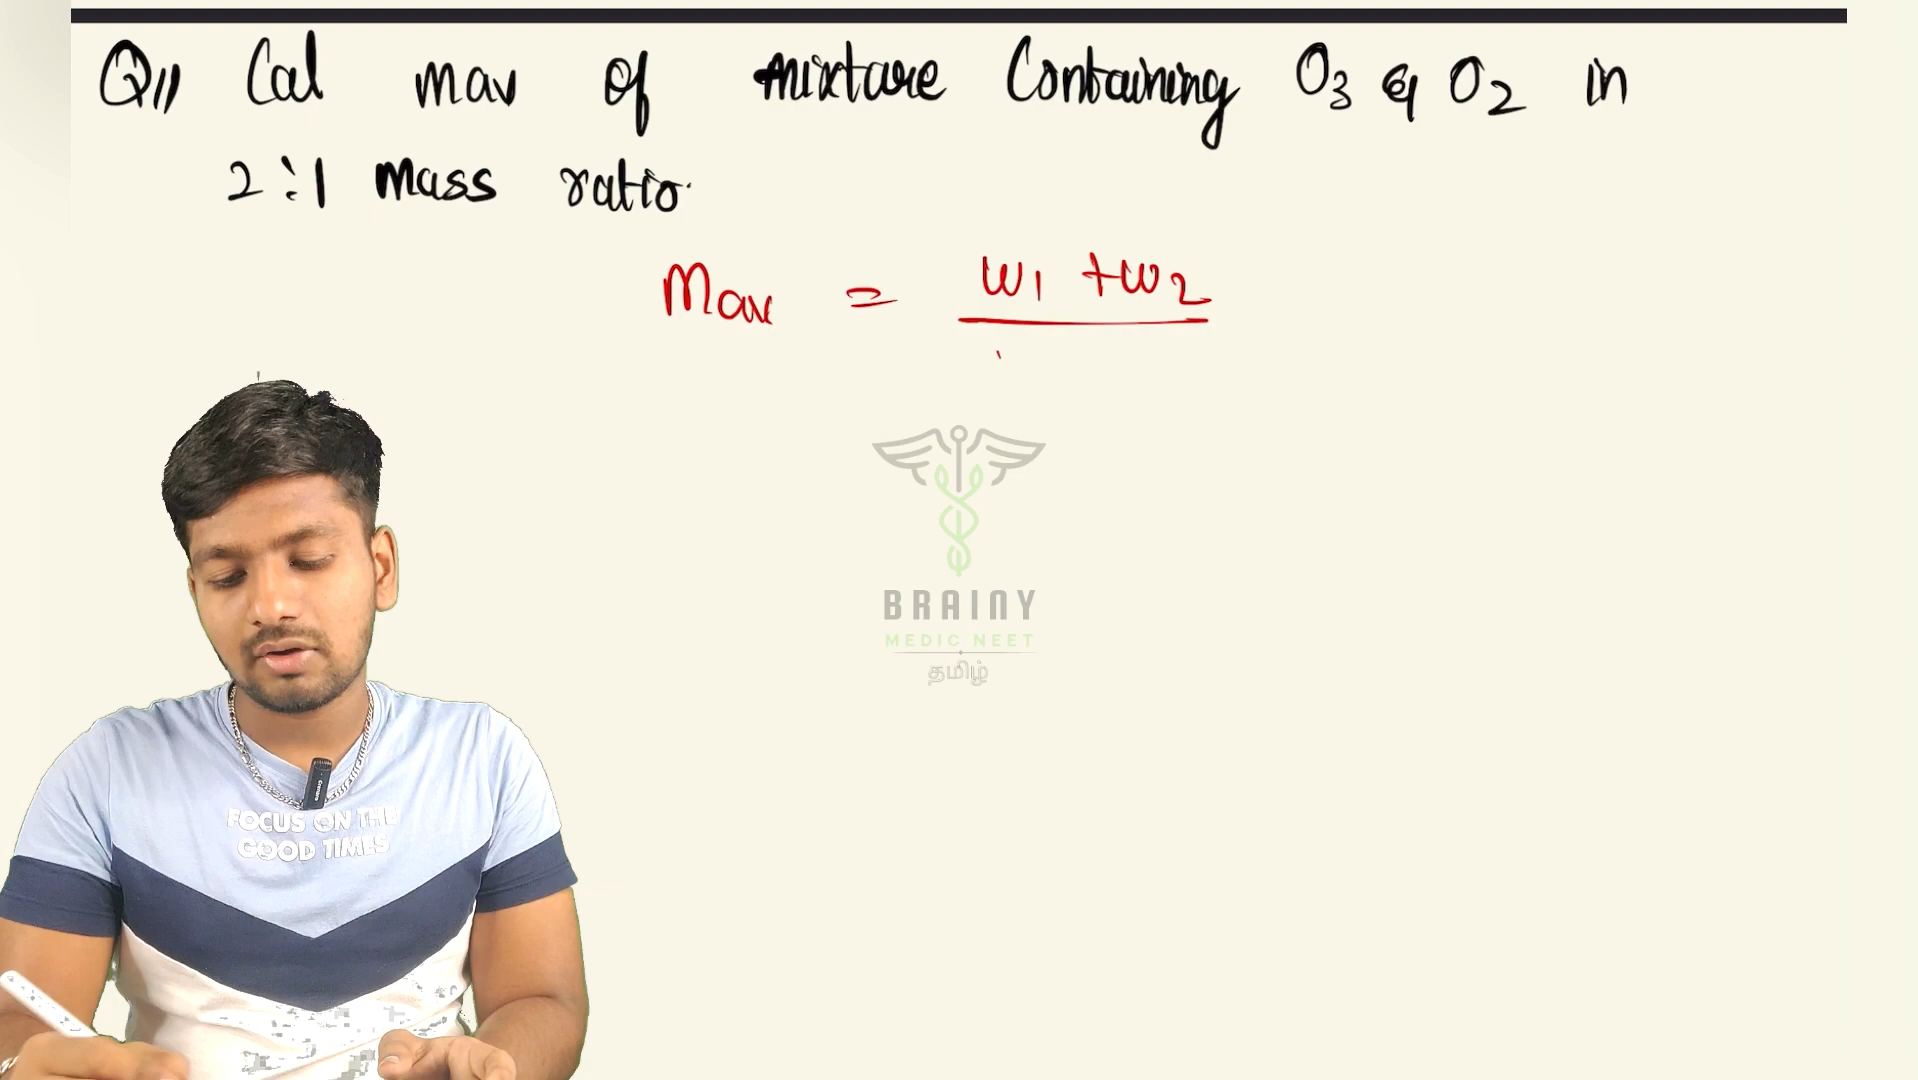 Q11 Cal mav of mixture Containing O3 & O2 in
2:1 mass ratio.
Mav = w1 + w2
BRAINY
MEDIC NEET
தமிழ்
FOCUS ON THE
GOOD TIMES